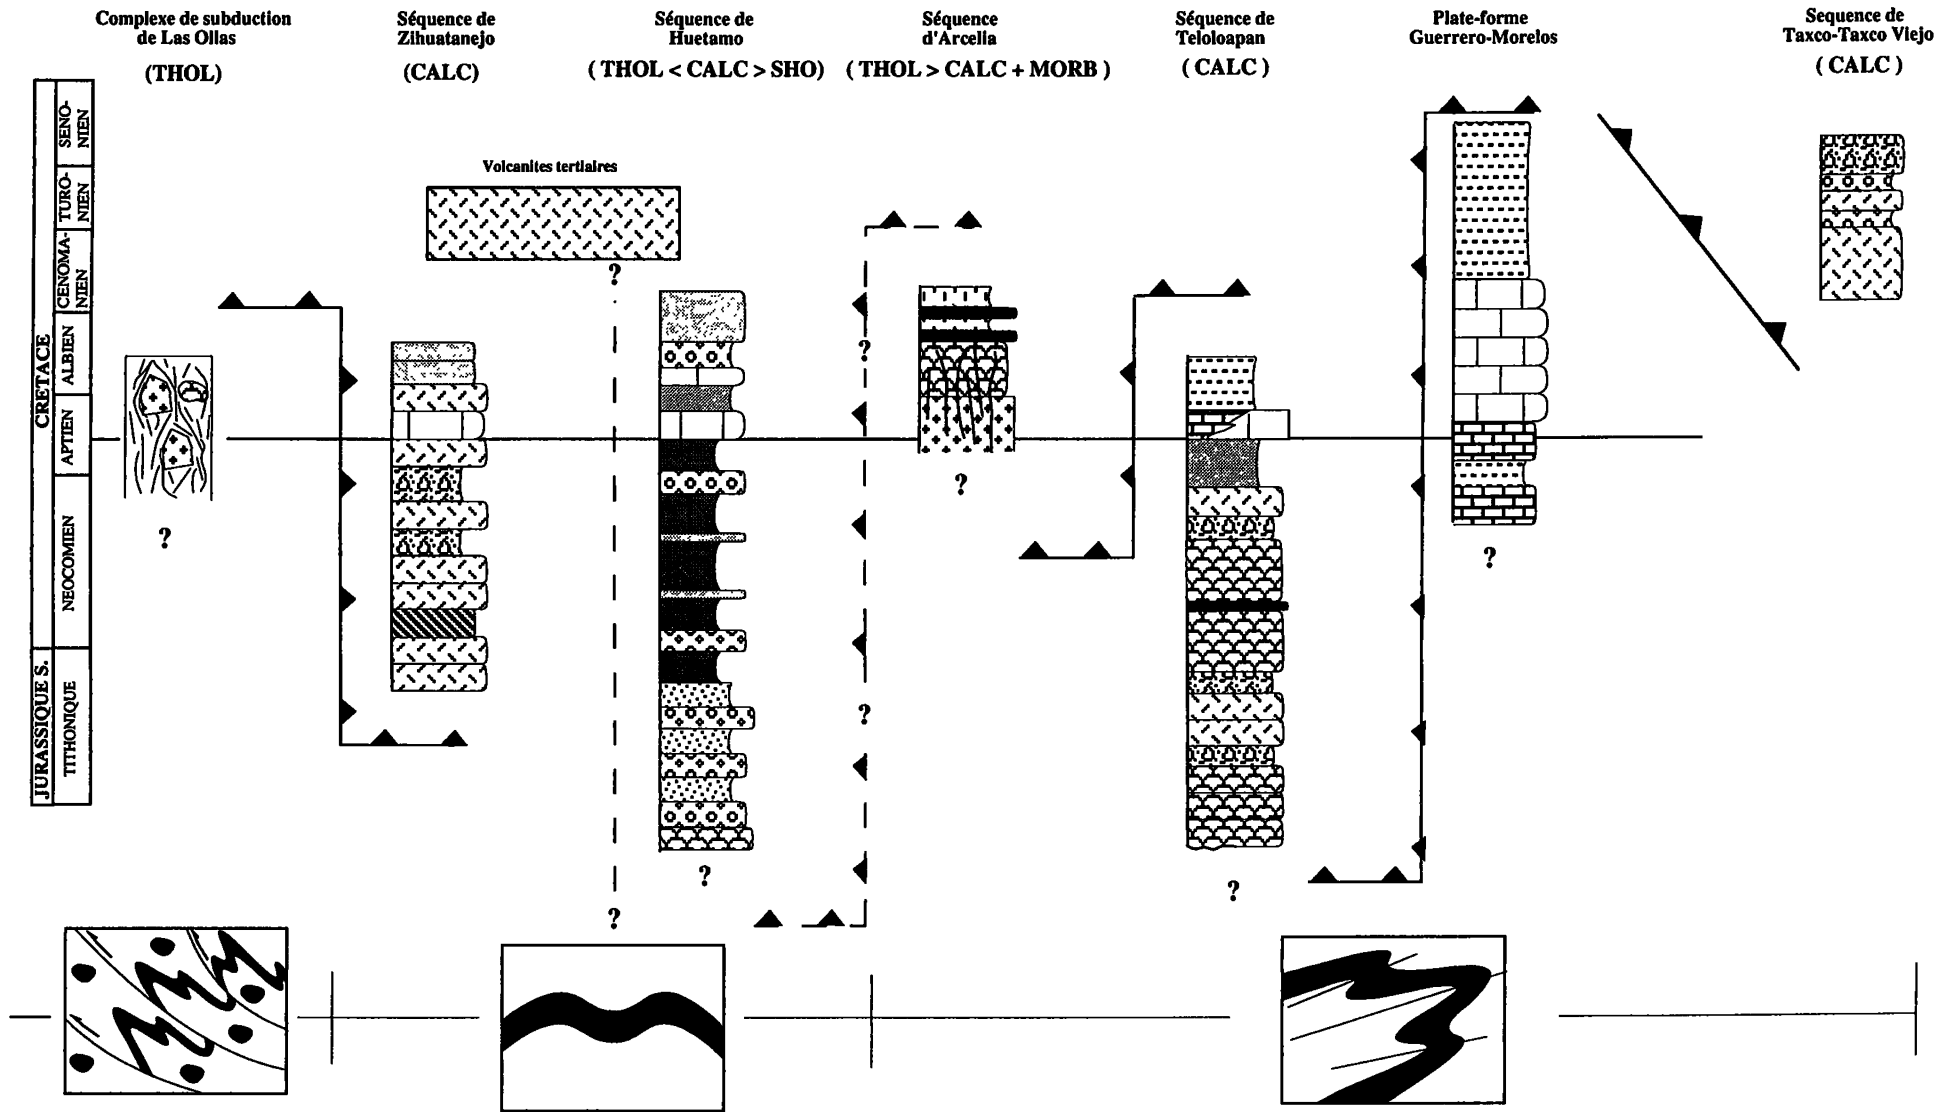 Complexe de subduction
de Las Ollas
(THOL)
Séquence de
Zihuatanejo
(CALC)
Séquence de
Huetamo
( THOL < CALC > SHO)
Séquence
d'Arcelia
(THOL > CALC + MORB )
Séquence de
Teloloapan
( CALC )
Plate-forme
Guerrero-Morelos
Sequence de
Taxco-Taxco Viejo
( CALC )
CRETACE
JURASSIQUE S.
SENO-
NIEN
TURO-
NIEN
CENOMA-
NIEN
ALBIEN
APTIEN
NEOCOMIEN
TITHONIQUE
Volcanites tertiaires
?
?
?
?
?
?
?
?
?